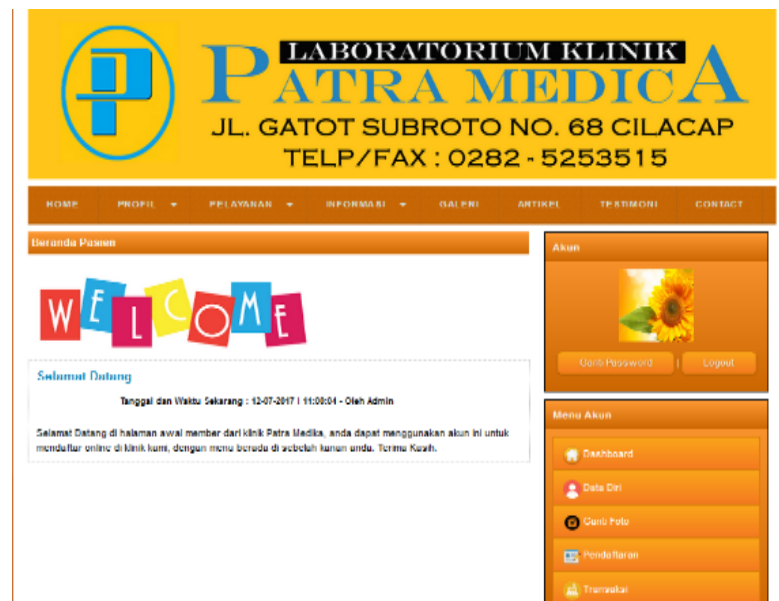 LABORATORIUM KLINIK
PATRA MEDICA
JL. GATOT SUBROTO NO. 68 CILACAP
TELP/FAX : 0282 - 5253515
HOME PROFIL PELAYANAN INFORMASI GALERI ARTIKEL TESTIMONI CONTACT
Beranda Pasien
WELCOME
Selamat Datang
Tanggal dan Waktu Sekarang : 12-07-2017 | 11:00:04 - Oleh Admin
Selamat Datang di halaman awal member dari klinik Patra Medika, anda dapat menggunakan akun ini untuk
mendaftar online di klinik kami, dengan menu berada di sebelah kanan anda. Terima Kasih.
Akun
Ganti Password | Logout
Menu Akun
Dashboard
Data Diri
Ganti Foto
Pendaftaran
Transaksi